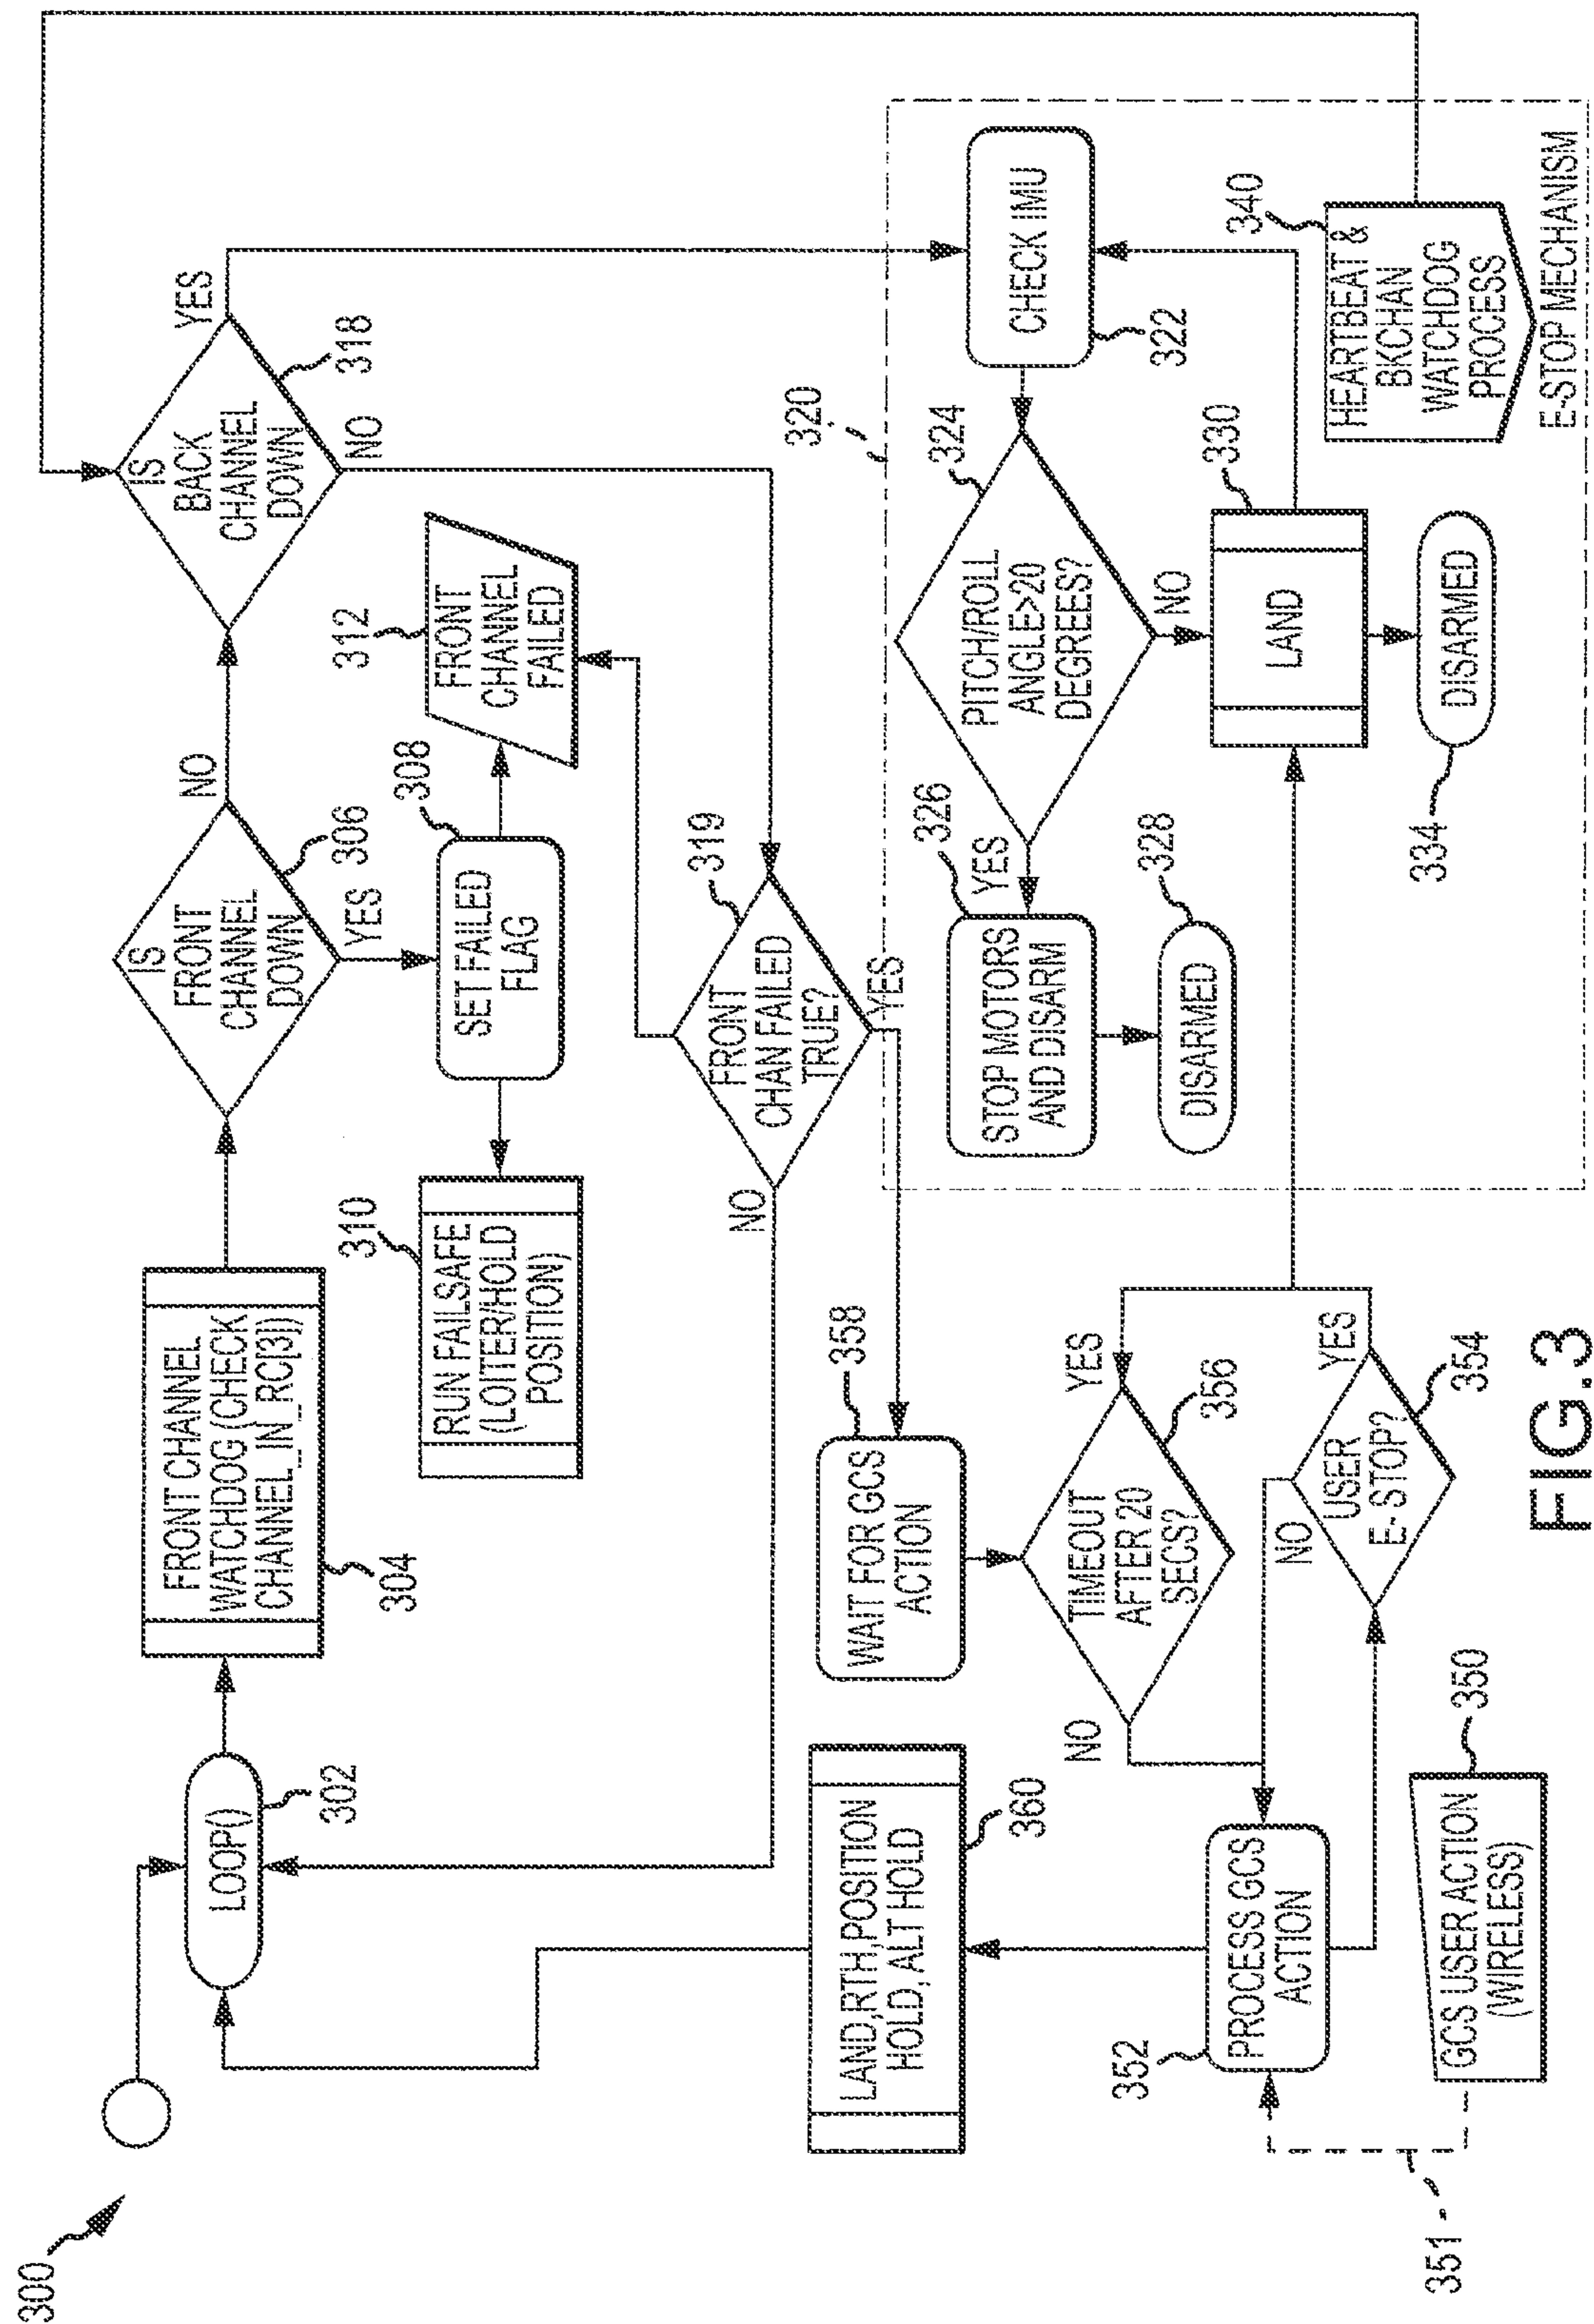 300
LOOP()
302
FRONT CHANNEL
WATCHDOG (CHECK
CHANNEL_IN_RC[3])
304
IS
FRONT
CHANNEL
DOWN
306
NO
YES
IS
BACK
CHANNEL
DOWN
318
YES
NO
SET FAILED
FLAG
308
RUN FAILSAFE
(LOITER/HOLD
POSITION)
310
FRONT
CHANNEL
FAILED
312
FRONT
CHAN FAILED
TRUE?
319
NO
YES
320
CHECK IMU
322
PITCH/ROLL
ANGLE>20
DEGREES?
324
YES
NO
STOP MOTORS
AND DISARM
326
DISARMED
328
LAND
330
DISARMED
334
HEARTBEAT &
BKCHAN
WATCHDOG
PROCESS
340
E-STOP MECHANISM
WAIT FOR GCS
ACTION
358
TIMEOUT
AFTER 20
SECS?
356
YES
NO
USER
E- STOP?
354
YES
NO
LAND,RTH,POSITION
HOLD, ALT HOLD
360
PROCESS GCS
ACTION
352
GCS USER ACTION
(WIRELESS)
350
351
FIG.3